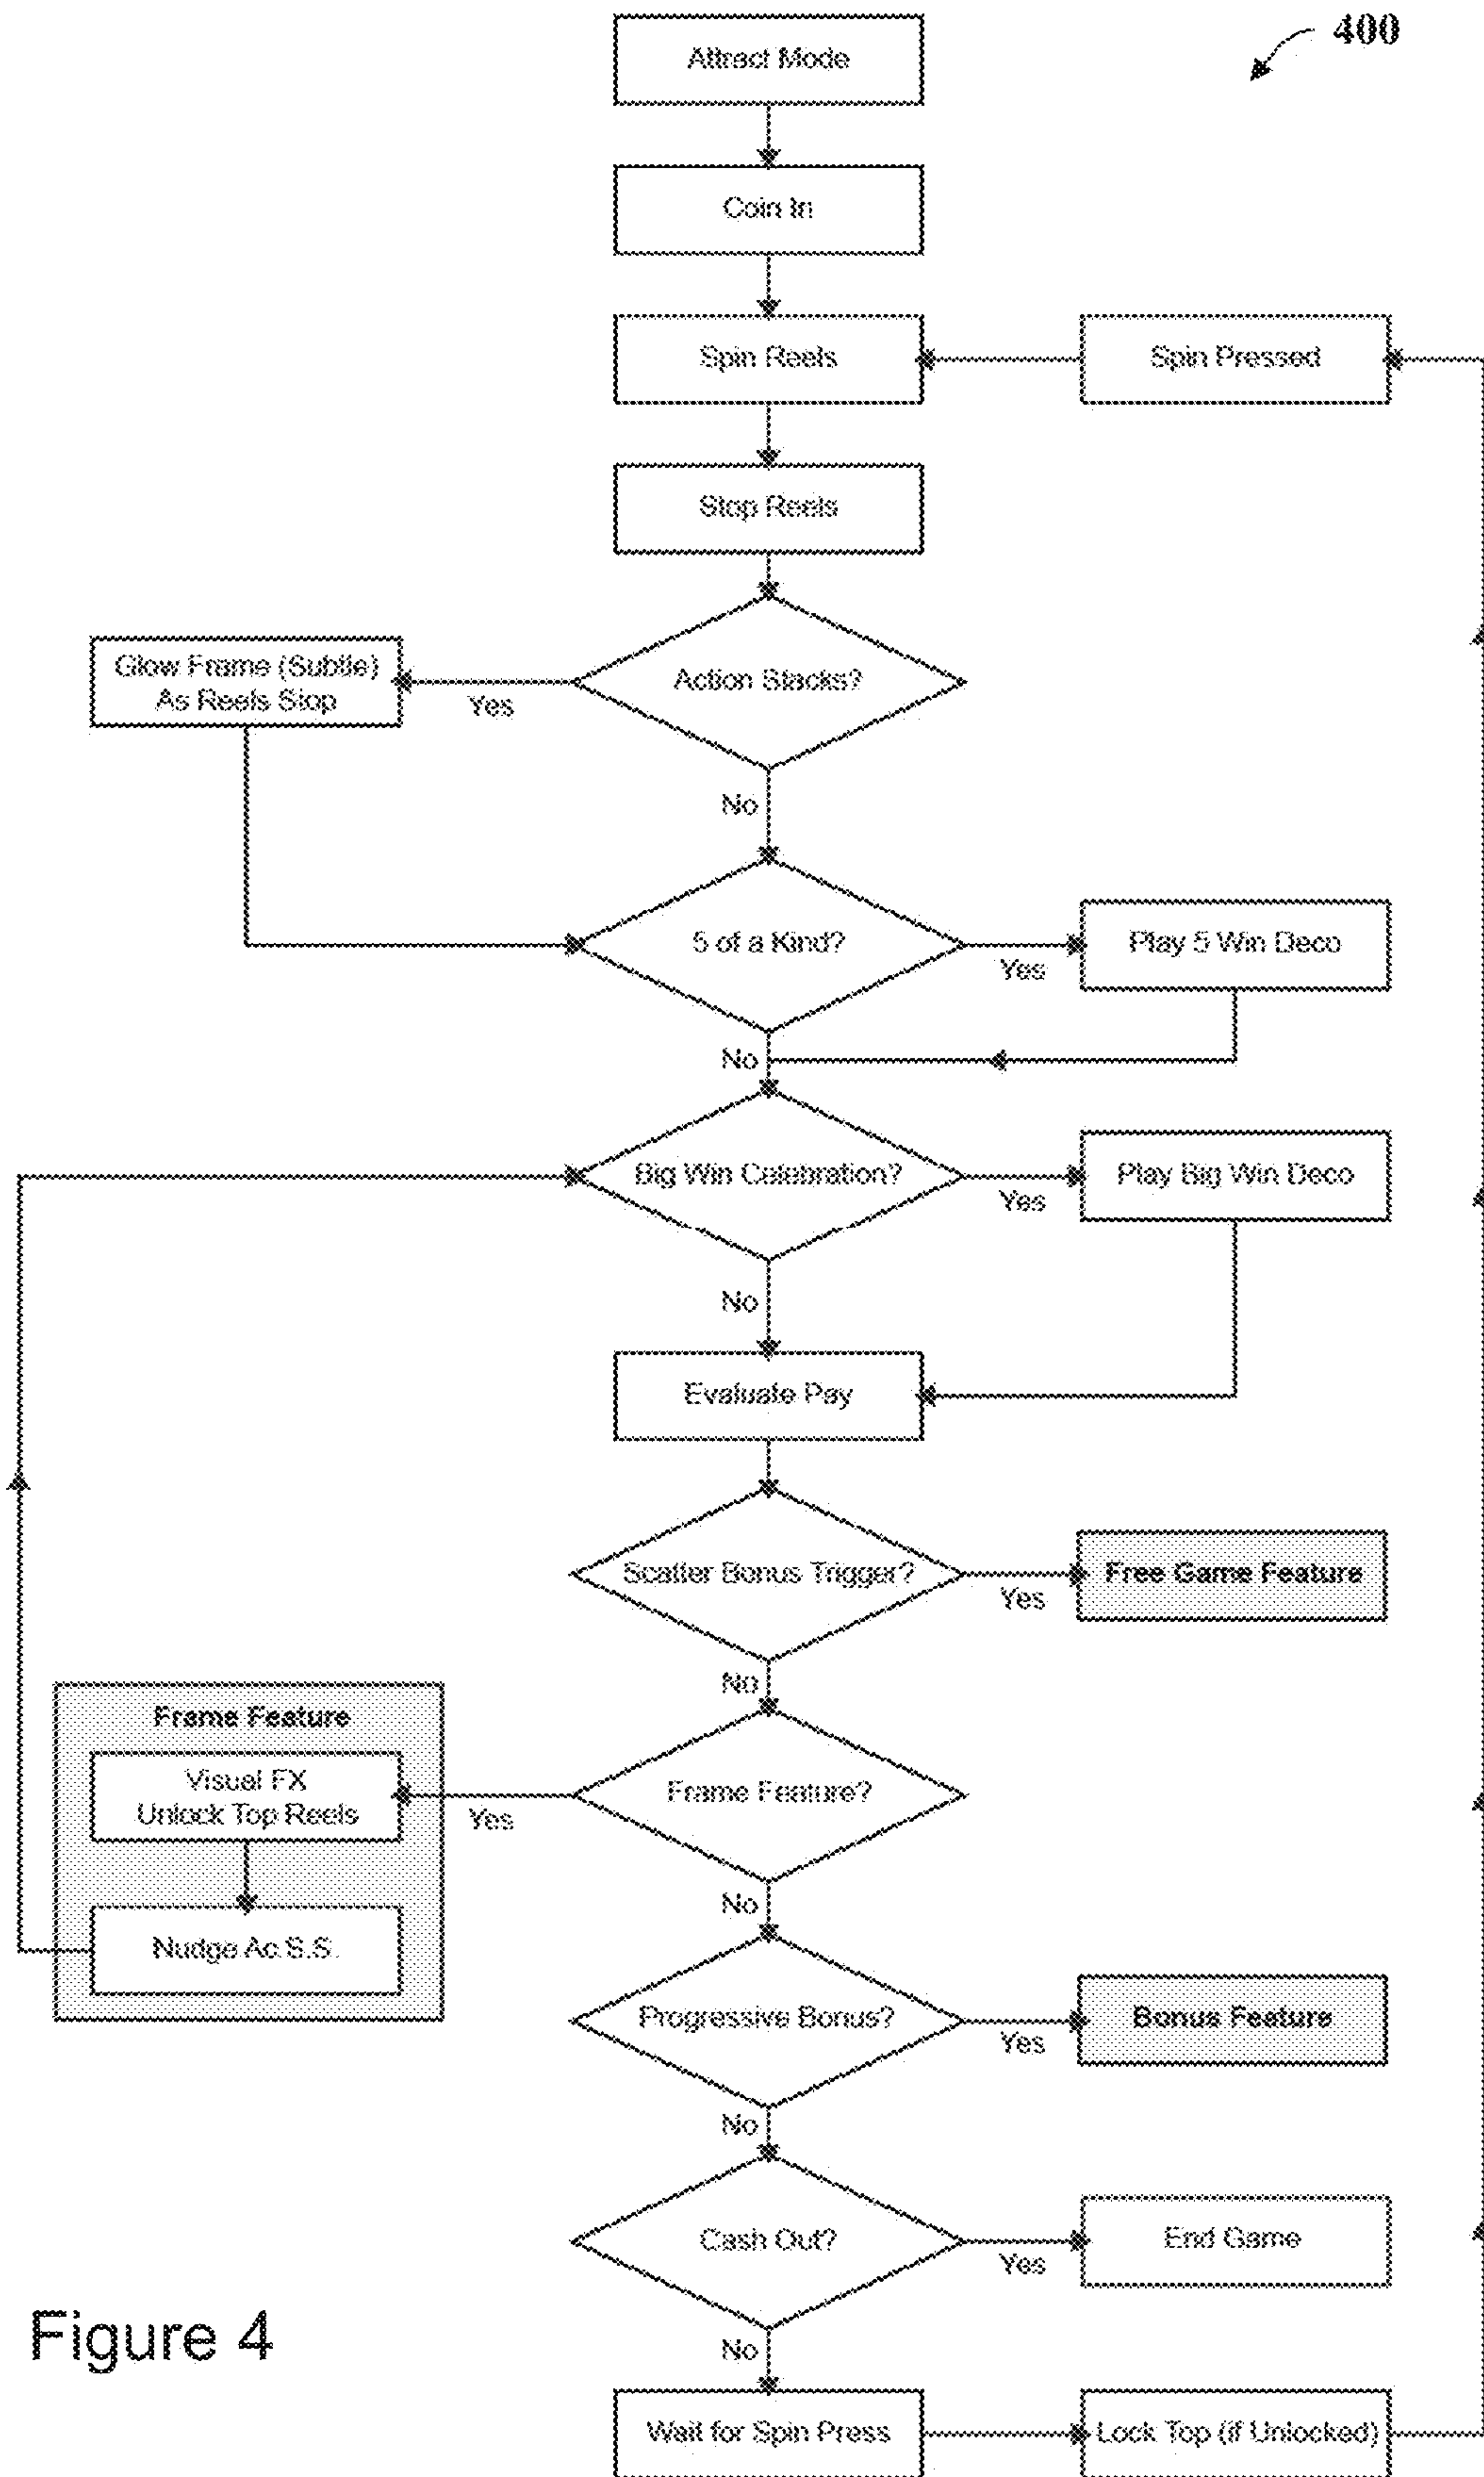 400
Attract Mode
Coin In
Spin Reels
Spin Pressed
Stop Reels
Action Stacks?
Yes
Glow Frame (Subtle)
As Reels Stop
No
5 of a Kind?
Yes
Play 5 Win Deco
No
Big Win Celebration?
Yes
Play Big Win Deco
No
Evaluate Pay
Scatter Bonus Trigger?
Yes
Free Game Feature
No
Frame Feature
Visual FX
Unlock Top Reels
Yes
Frame Feature?
No
Nudge Ac.S.S.
Progressive Bonus?
Yes
Bonus Feature
No
Cash Out?
Yes
End Game
No
Wait for Spin Press
Lock Top (if Unlocked)
Figure 4